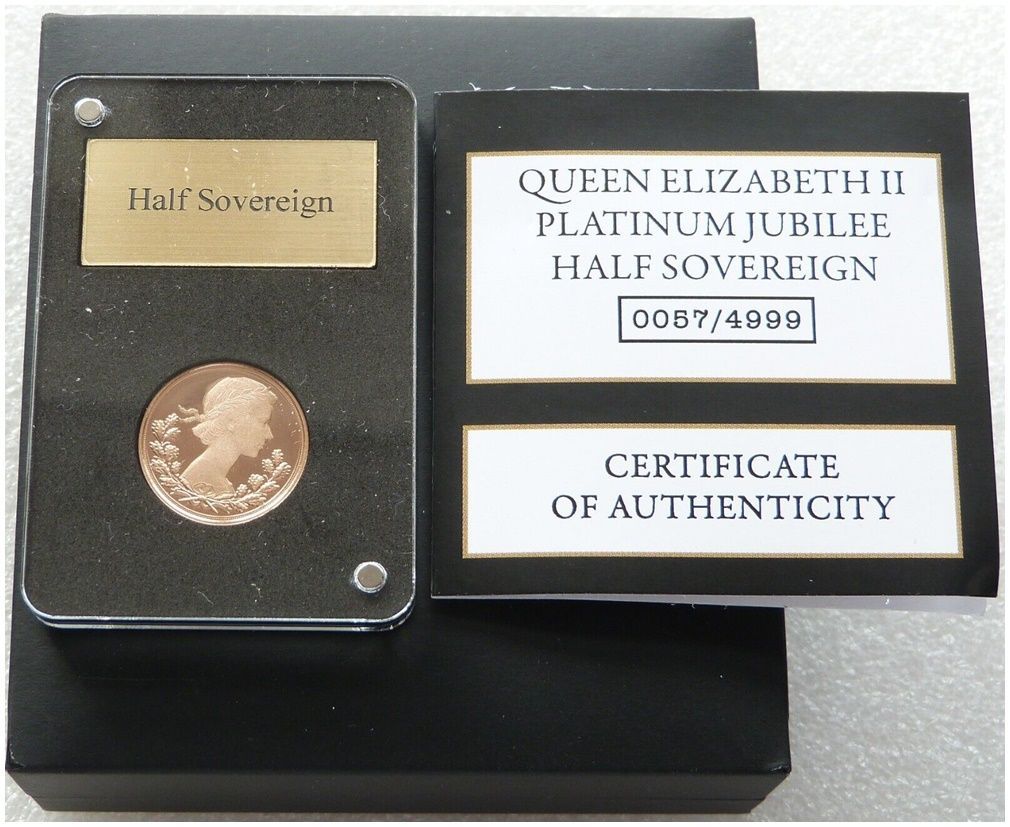 Half Sovereign
QUEEN ELIZABETH II
PLATINUM JUBILEE
HALF SOVEREIGN
0057/4999
CERTIFICATE
OF AUTHENTICITY